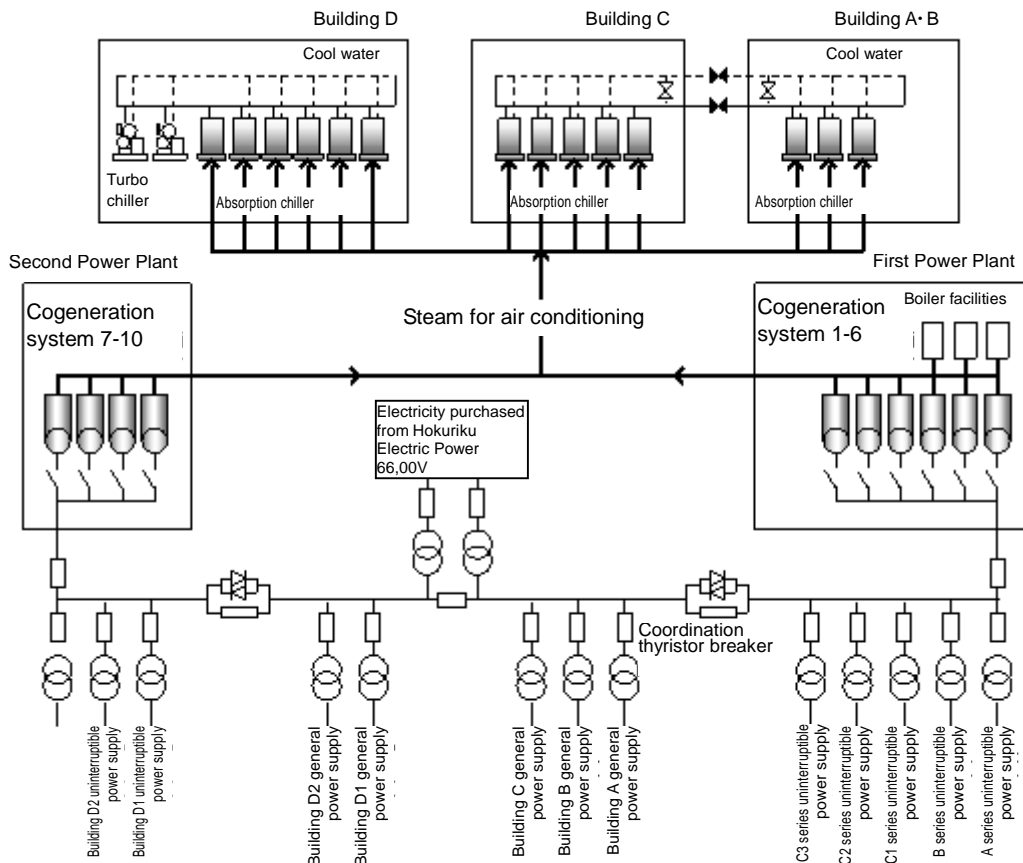 Building D
Building C
Building A・B
Cool water
Cool water
Turbo
chiller
Absorption chiller
Absorption chiller
Absorption chiller
Second Power Plant
First Power Plant
Cogeneration
system 7-10
Steam for air conditioning
Cogeneration
system 1-6
Boiler facilities
Electricity purchased
from Hokuriku
Electric Power
66,00V
Coordination
thyristor breaker
Building D2 uninterruptible
power supply
Building D1 uninterruptible
power supply
Building D2 general
power supply
Building D1 general
power supply
Building C general
power supply
Building B general
power supply
Building A general
power supply
C3 series uninterruptible
power supply
C2 series uninterruptible
power supply
C1 series uninterruptible
power supply
B series uninterruptible
power supply
A series uninterruptible
power supply